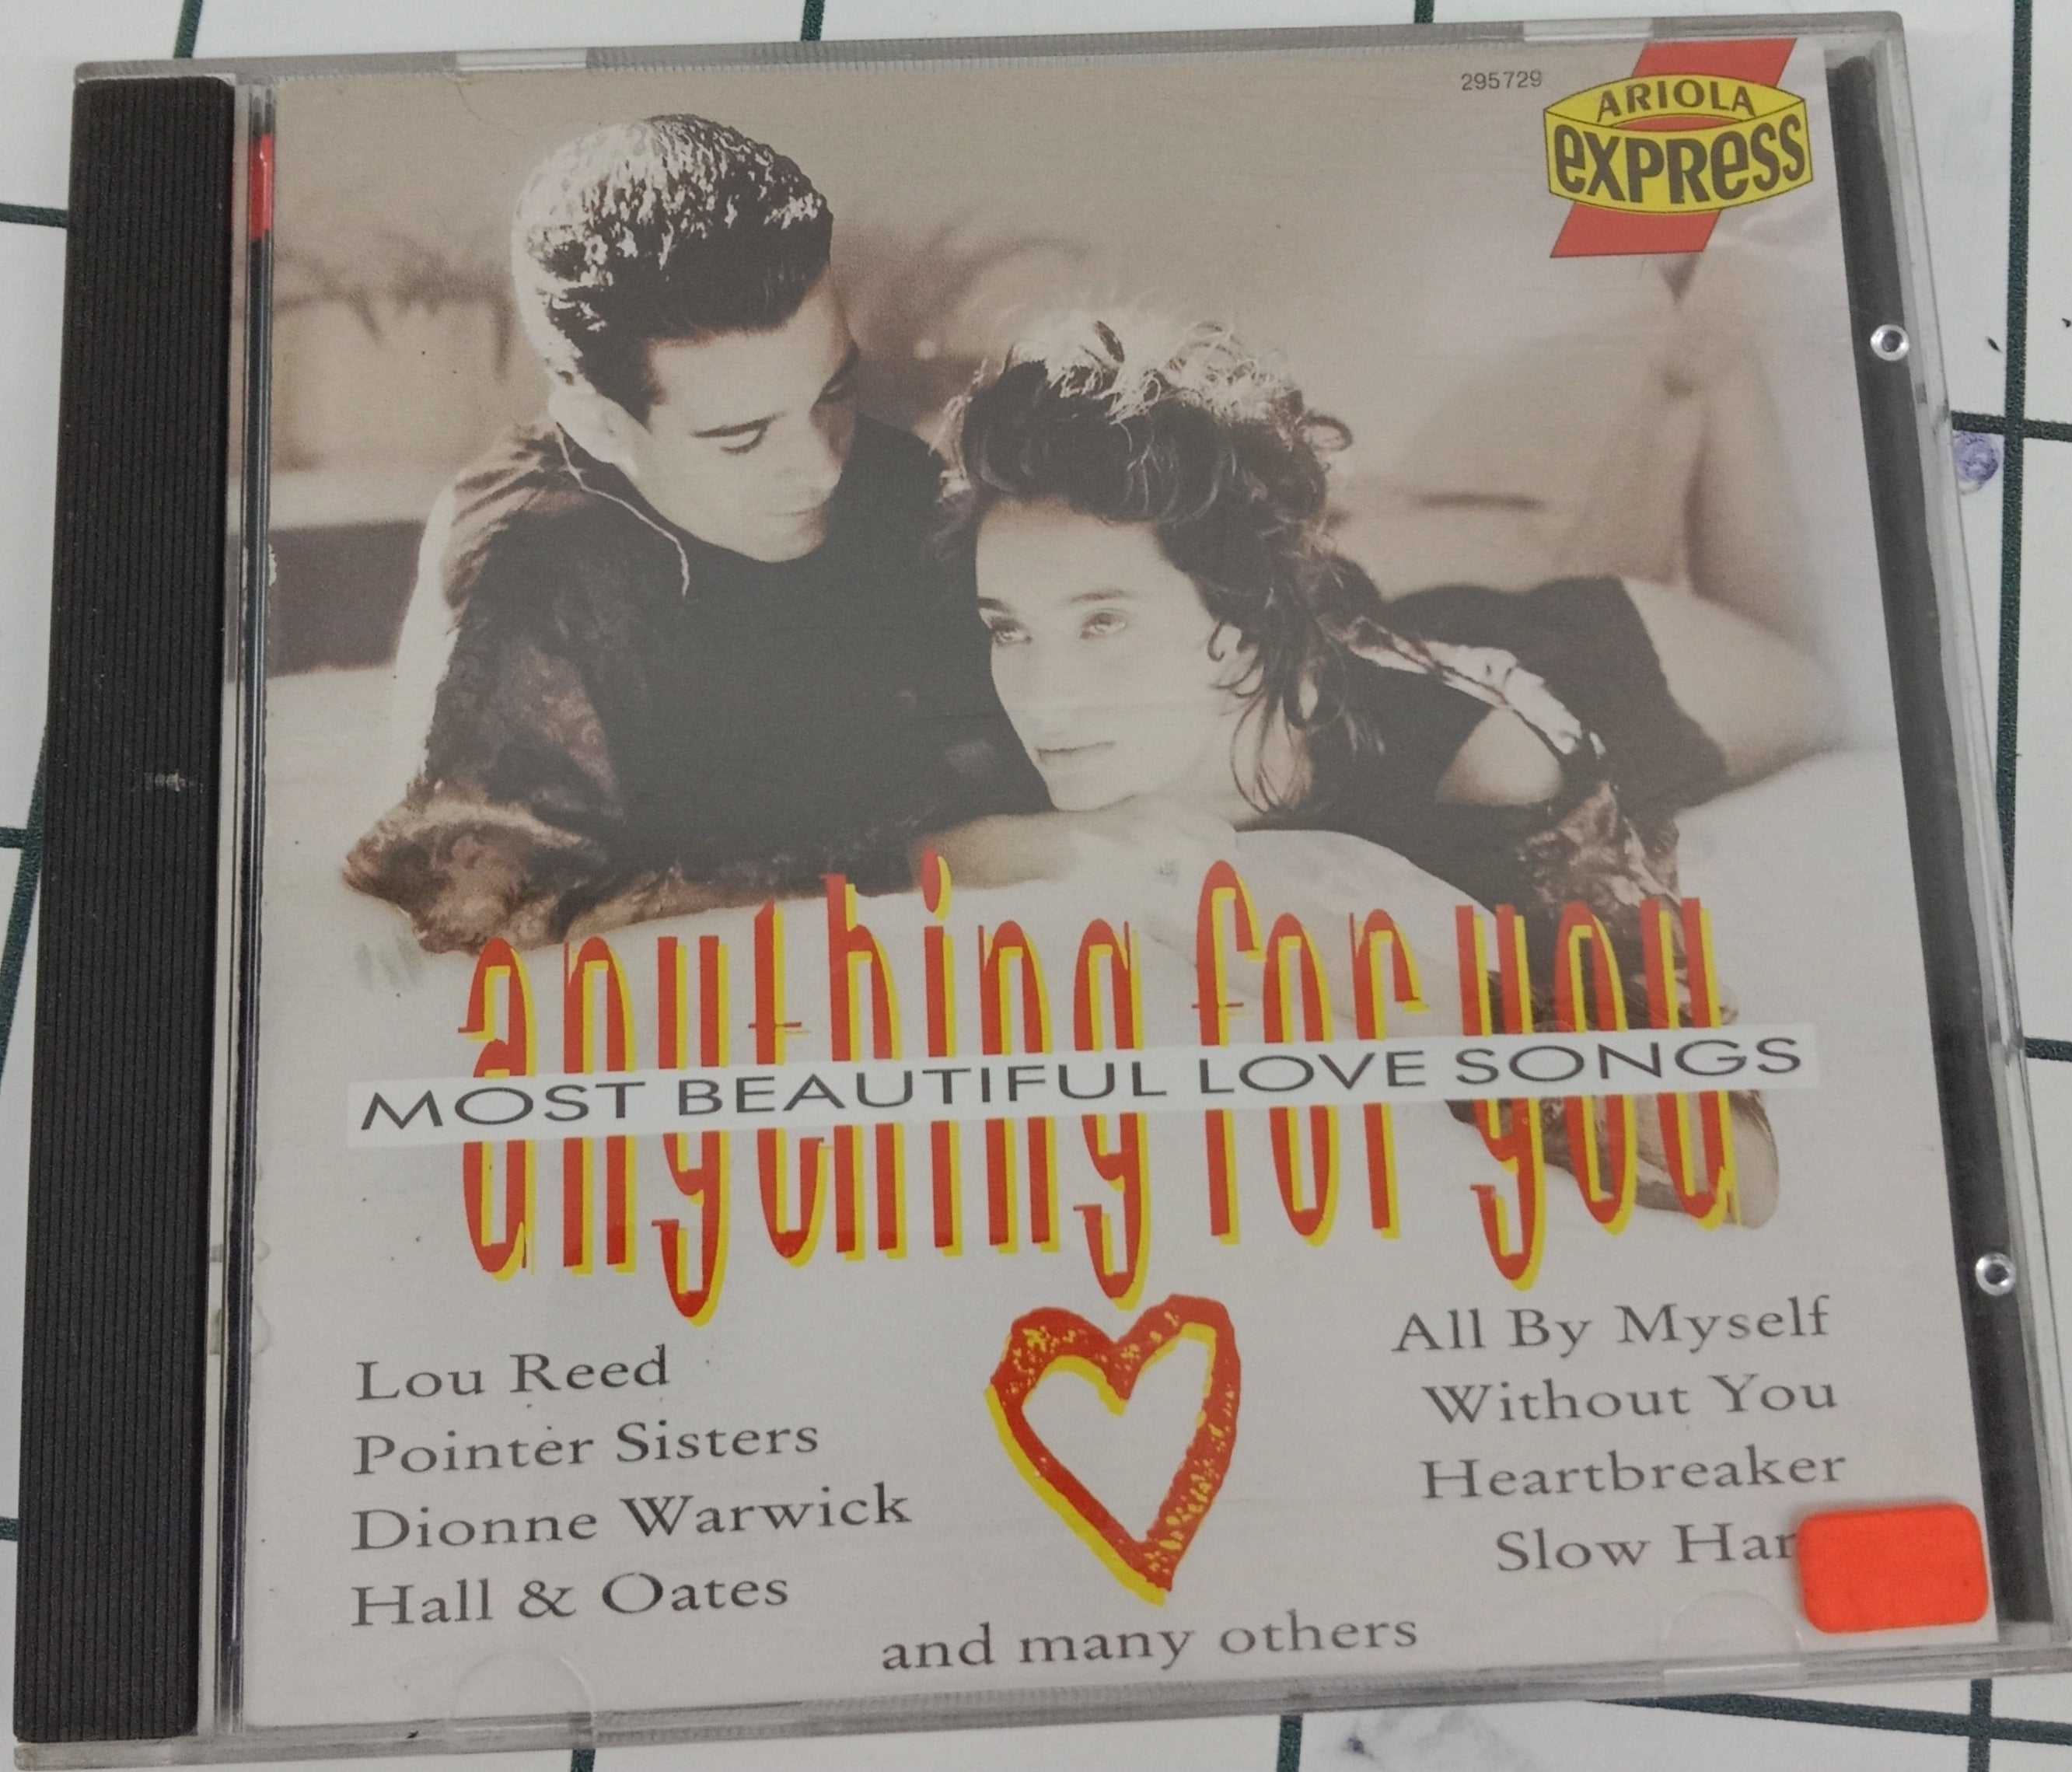 295729
ARIOLA
express
anything for you
MOST BEAUTIFUL LOVE SONGS
Lou Reed
Pointer Sisters
Dionne Warwick
Hall & Oates
All By Myself
Without You
Heartbreaker
Slow
and many others